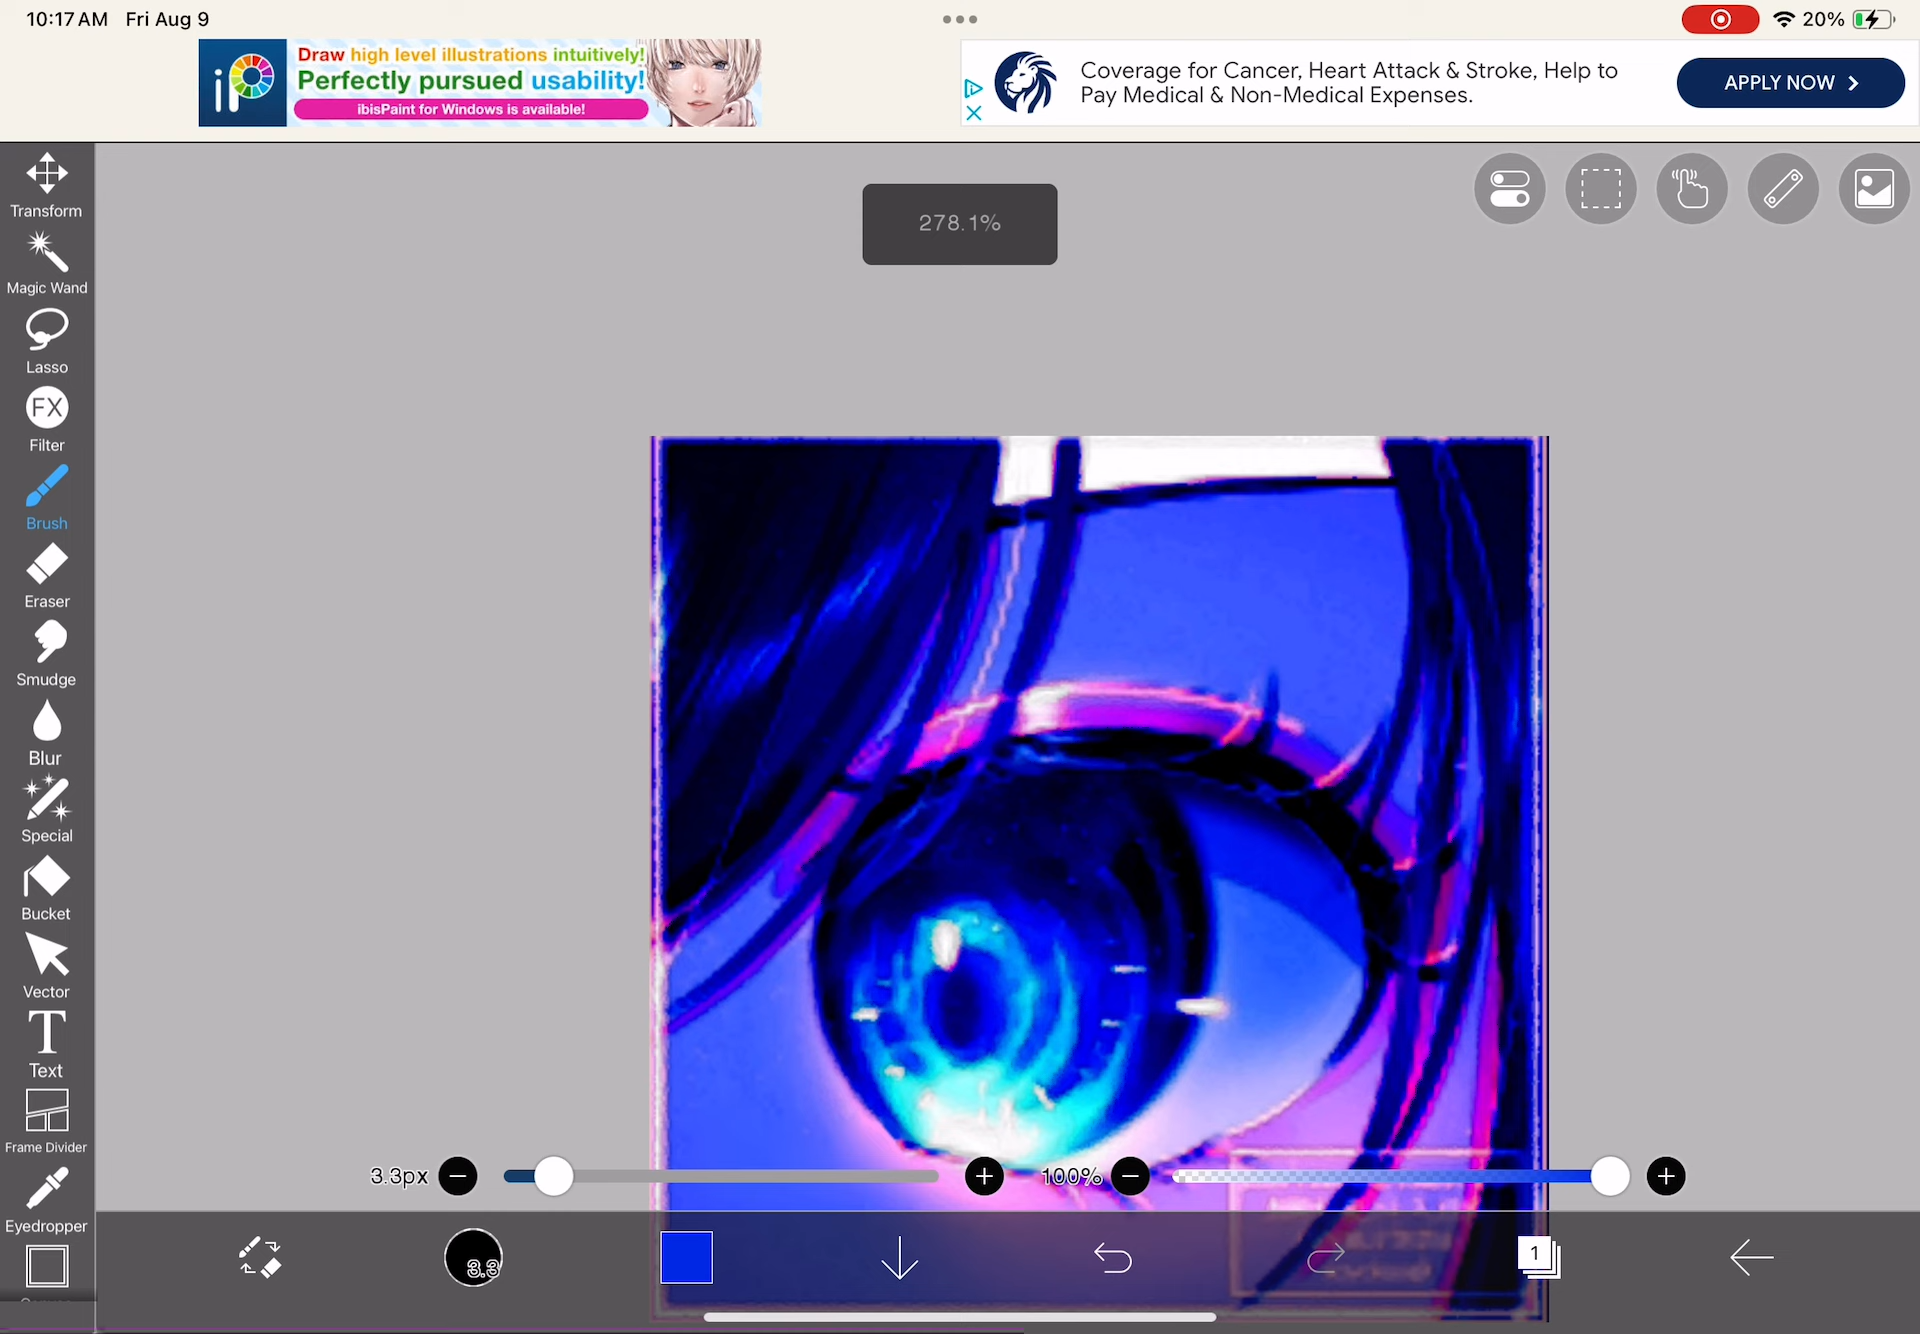 10:17 AM Fri Aug 9
20%
iP
Draw high level illustrations intuitively!
Perfectly pursued usability!
ibisPaint for Windows is available!
Coverage for Cancer, Heart Attack & Stroke, Help to
Pay Medical & Non-Medical Expenses.
APPLY NOW
278.1%
Transform
Magic Wand
Lasso
FX
Filter
Brush
Eraser
Smudge
Blur
Special
Bucket
Vector
T
Text
Frame Divider
Eyedropper
3.3px
100%
3.3
1